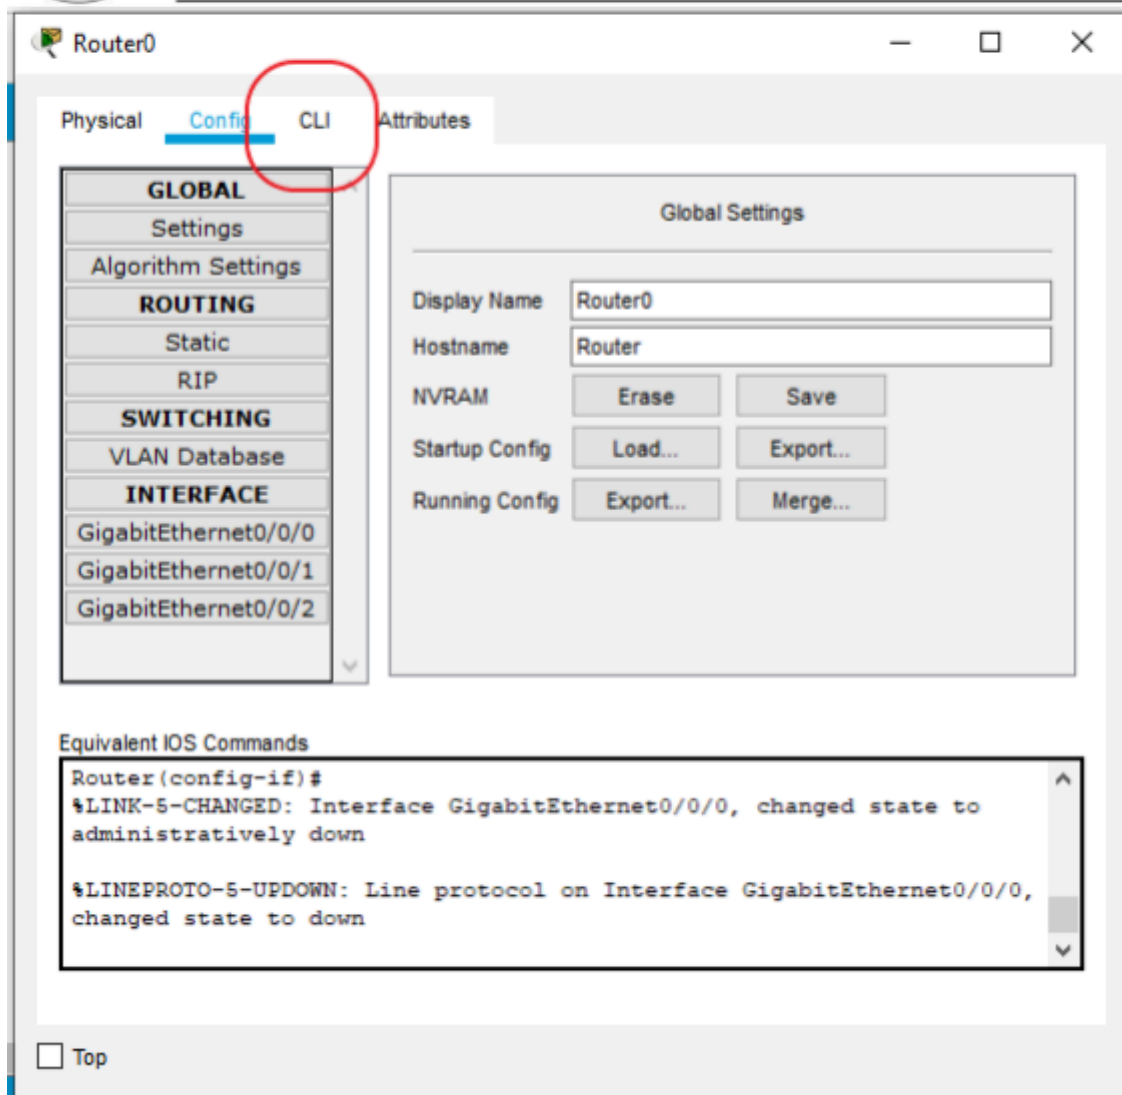 Router0
Physical Config CLI Attributes
GLOBAL
Settings
Algorithm Settings
ROUTING
Static
RIP
SWITCHING
VLAN Database
INTERFACE
GigabitEthernet0/0/0
GigabitEthernet0/0/1
GigabitEthernet0/0/2
Global Settings
Display Name Router0
Hostname Router
NVRAM Erase Save
Startup Config Load... Export...
Running Config Export... Merge...
Equivalent IOS Commands
Router(config-if)#
%LINK-5-CHANGED: Interface GigabitEthernet0/0/0, changed state to
administratively down
%LINEPROTO-5-UPDOWN: Line protocol on Interface GigabitEthernet0/0/0,
changed state to down
Top